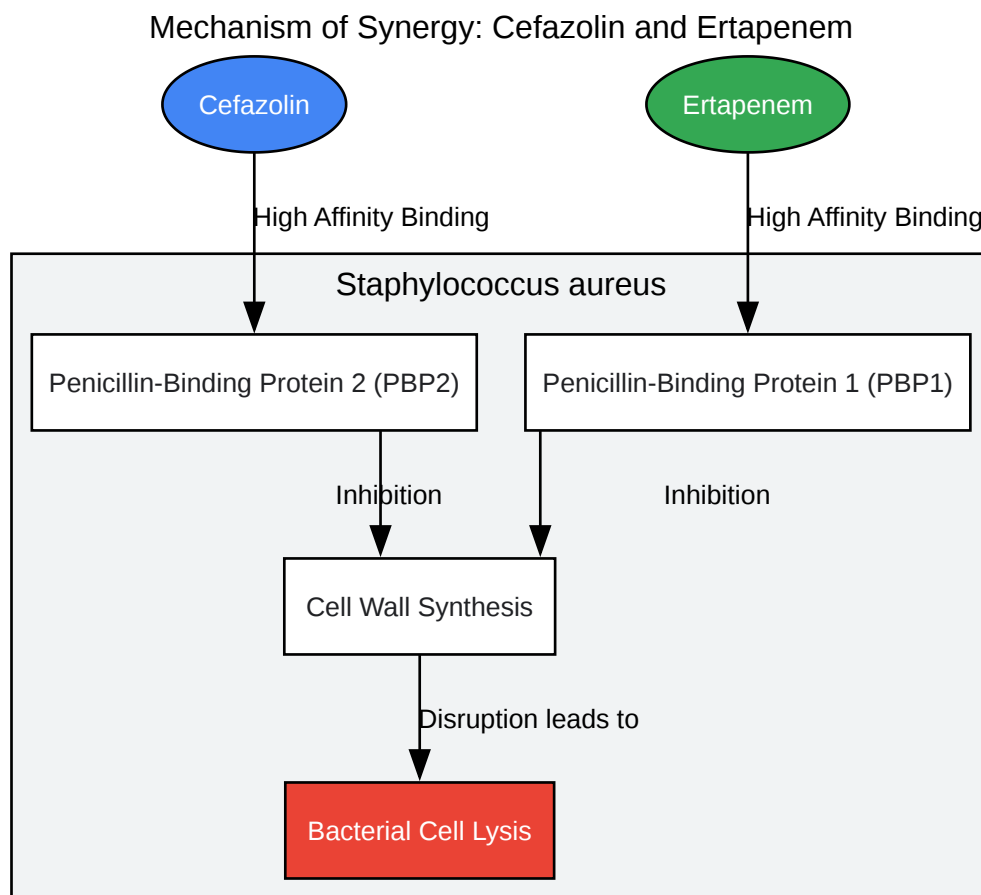 Mechanism of Synergy: Cefazolin and Ertapenem
Cefazolin
Ertapenem
High Affinity Binding
High Affinity Binding
Staphylococcus aureus
Penicillin-Binding Protein 2 (PBP2)
Penicillin-Binding Protein 1 (PBP1)
Inhibition
Inhibition
Cell Wall Synthesis
Disruption leads to
Bacterial Cell Lysis